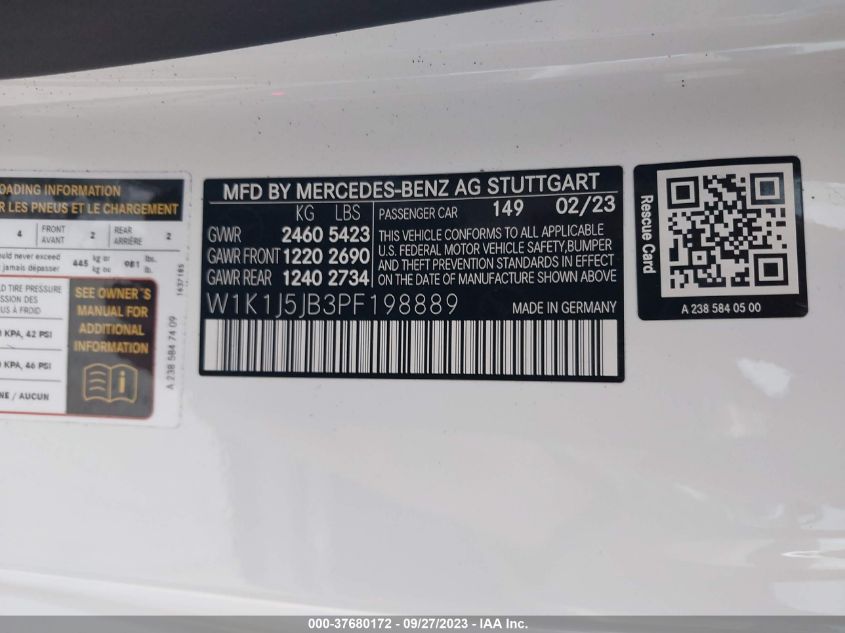 OADING INFORMATION
R LES PNEUS ET LE CHARGEMENT
4 FRONT AVANT 2 REAR ARRIÈRE 2
ould never exceed 445 kg or lbs.
jamais dépasser kg ou lb.
TIRE PRESSURE
SSION DES
S À FROID
KPA, 42 PSI
KPA, 46 PSI
NE / AUCUN
SEE OWNER'S
MANUAL FOR
ADDITIONAL
INFORMATION
A 238 584 74 09
MFD BY MERCEDES-BENZ AG STUTTGART
KG LBS
GVWR 2460 5423
GAWR FRONT 1220 2690
GAWR REAR 1240 2734
PASSENGER CAR 149 02/23
THIS VEHICLE CONFORMS TO ALL APPLICABLE
U.S. FEDERAL MOTOR VEHICLE SAFETY,BUMPER
AND THEFT PREVENTION STANDARDS IN EFFECT
ON THE DATE OF MANUFACTURE SHOWN ABOVE
W1K1J5JB3PF198889 MADE IN GERMANY
Rescue Card
A 238 584 05 00
000-37680172 - 09/27/2023 - IAA Inc.